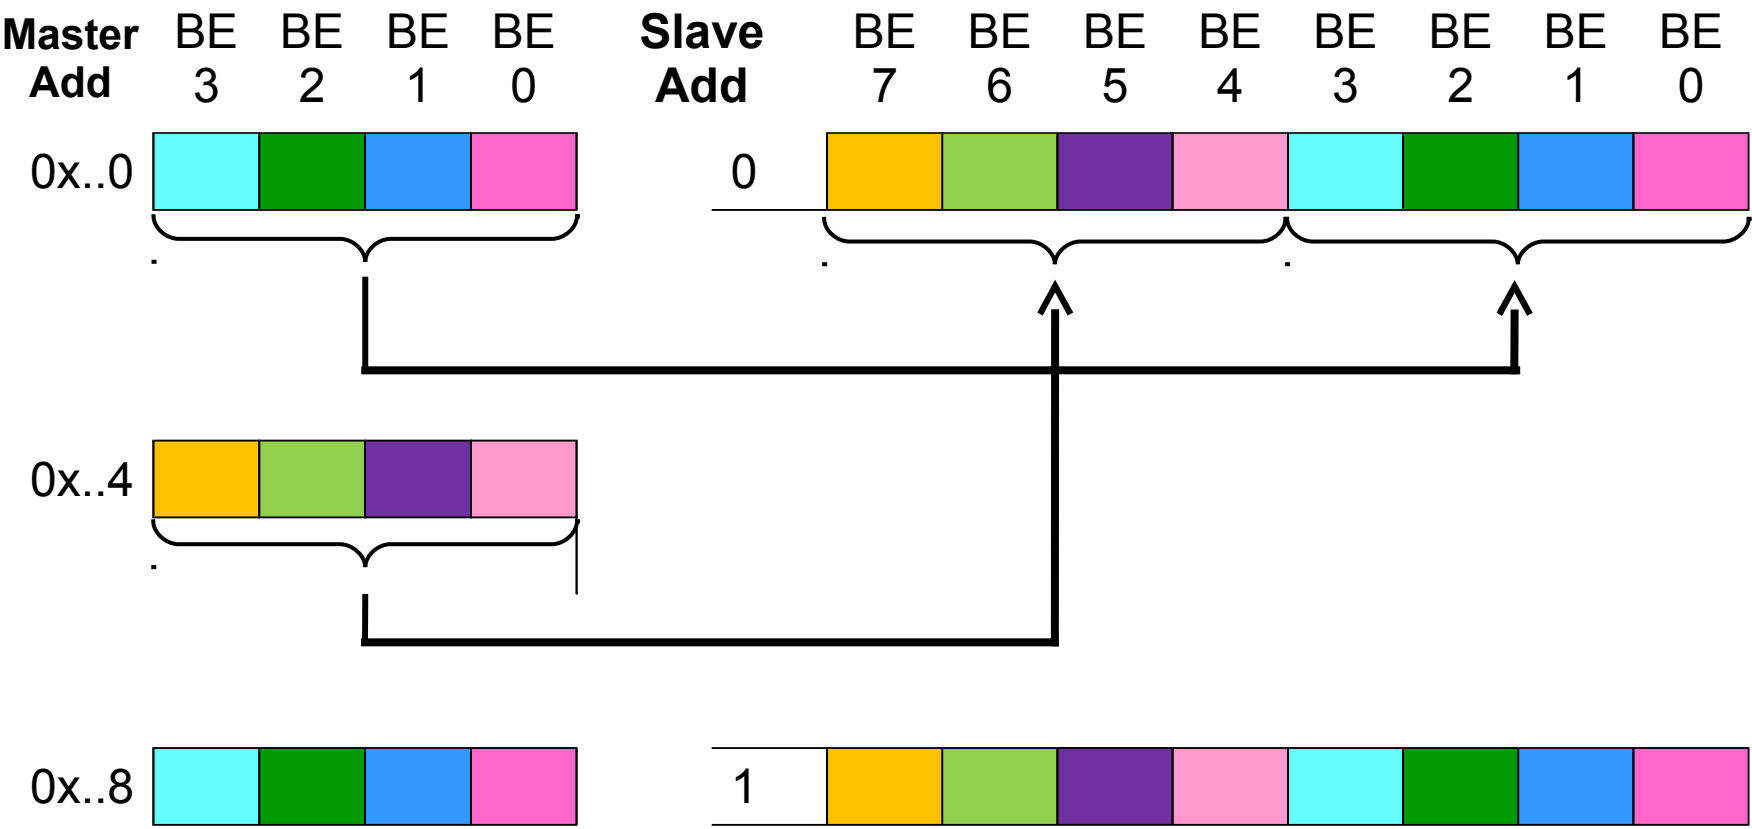 Master BE BE BE BE Slave BE BE BE BE BE BE BE BE
Add 3 2 1 0 Add 7 6 5 4 3 2 1 0
0x..0 0
0x..4
0x..8 1